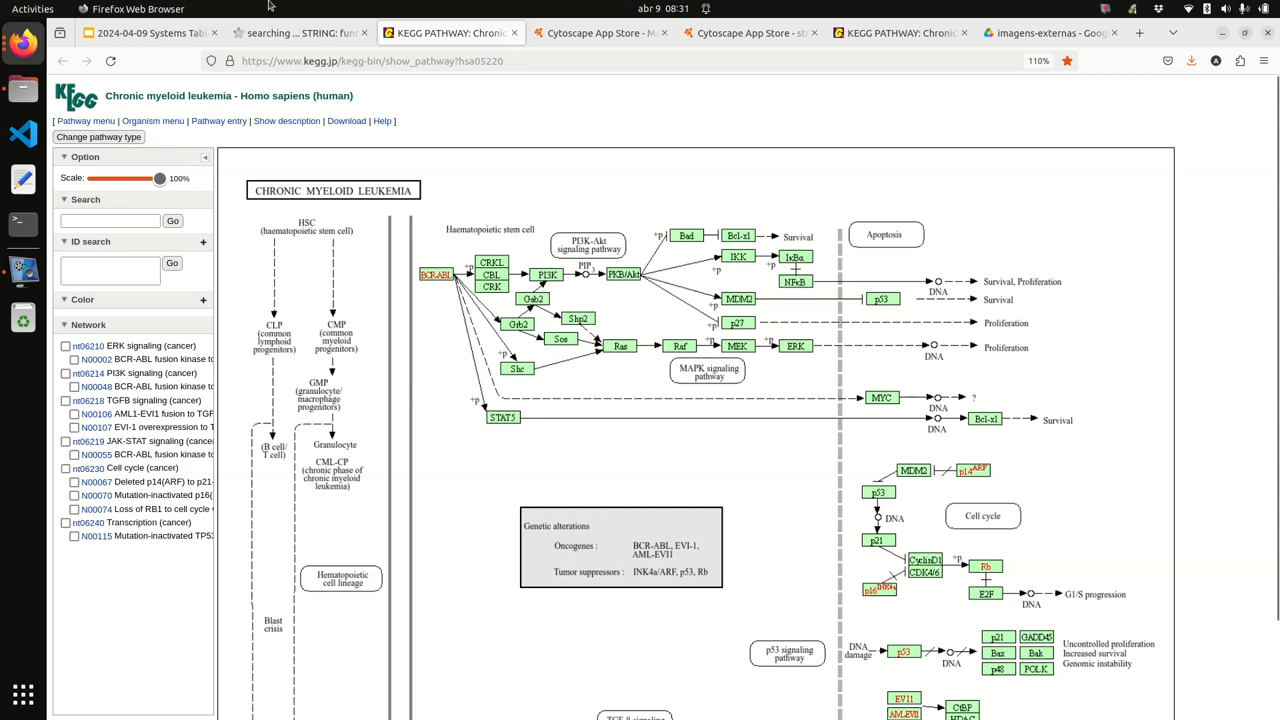 Activities
Firefox Web Browser
abr 9 08:31
2024-04-09 Systems Tabl
searching ... STRING: fun
KEGG PATHWAY: Chronic
Cytoscape App Store - Me
Cytoscape App Store - str
KEGG PATHWAY: Chronic
imagens-externas - Googl
https://www.kegg.jp/kegg-bin/show_pathway?hsa05220
110%
KEGG
Chronic myeloid leukemia - Homo sapiens (human)
[ Pathway menu | Organism menu | Pathway entry | Show description | Download | Help ]
Change pathway type
Option
Scale: 100%
Search
Go
ID search
Go
Color
Network
nt06210 ERK signaling (cancer)
N00002 BCR-ABL fusion kinase to
nt06214 PI3K signaling (cancer)
N00048 BCR-ABL fusion kinase to
nt06218 TGFB signaling (cancer)
N00106 AML1-EVI1 fusion to TGF
N00107 EVI-1 overexpression to T
nt06219 JAK-STAT signaling (cancer
N00055 BCR-ABL fusion kinase to
nt06230 Cell cycle (cancer)
N00067 Deleted p14(ARF) to p21-
N00070 Mutation-inactivated p16(
N00074 Loss of RB1 to cell cycle
nt06240 Transcription (cancer)
N00115 Mutation-inactivated TP53
CHRONIC MYELOID LEUKEMIA
HSC
(haematopoietic stem cell)
CLP
(common
lymphoid
progenitors)
CMP
(common
myeloid
progenitors)
GMP
(granulocyte/
macrophage
progenitors)
(B cell/
T cell)
Granulocyte
CML-CP
(chronic phase of
chronic myeloid
leukemia)
Hematopoietic
cell lineage
Blast
crisis
Haematopoietic stem cell
PI3K-Akt
signaling pathway
BCR-ABL
+p
CRKL
CBL
CRK
PI3K
PIP3
PKB/Akt
+p
Bad
Bcl-xl
Survival
Apoptosis
+p
IKK
+p
IκBα
NFκB
DNA
Survival, Proliferation
+p
MDM2
p53
Survival
+p
p27
Proliferation
Gab2
Grb2
Shp2
Sos
+p
Shc
Ras
Raf
+p
MEK
+p
ERK
DNA
Proliferation
MAPK signaling
pathway
MYC
DNA
?
+p
STAT5
DNA
Bcl-xl
Survival
MDM2
p14ARF
p53
DNA
Cell cycle
p21
CyclinD1
CDK4/6
p16INK4a
+p
Rb
E2F
DNA
G1/S progression
Genetic alterations
Oncogenes : BCR-ABL, EVI-1,
AML-EVI1
Tumor suppressors : INK4a/ARF, p53, Rb
p53 signaling
pathway
DNA
damage
p53
DNA
p21
GADD45
Bax
Bak
p48
POLK
Uncontrolled proliferation
Increased survival
Genomic instability
EVI1
AML-EVI1
CtBP
HDAC
TGF-β signaling